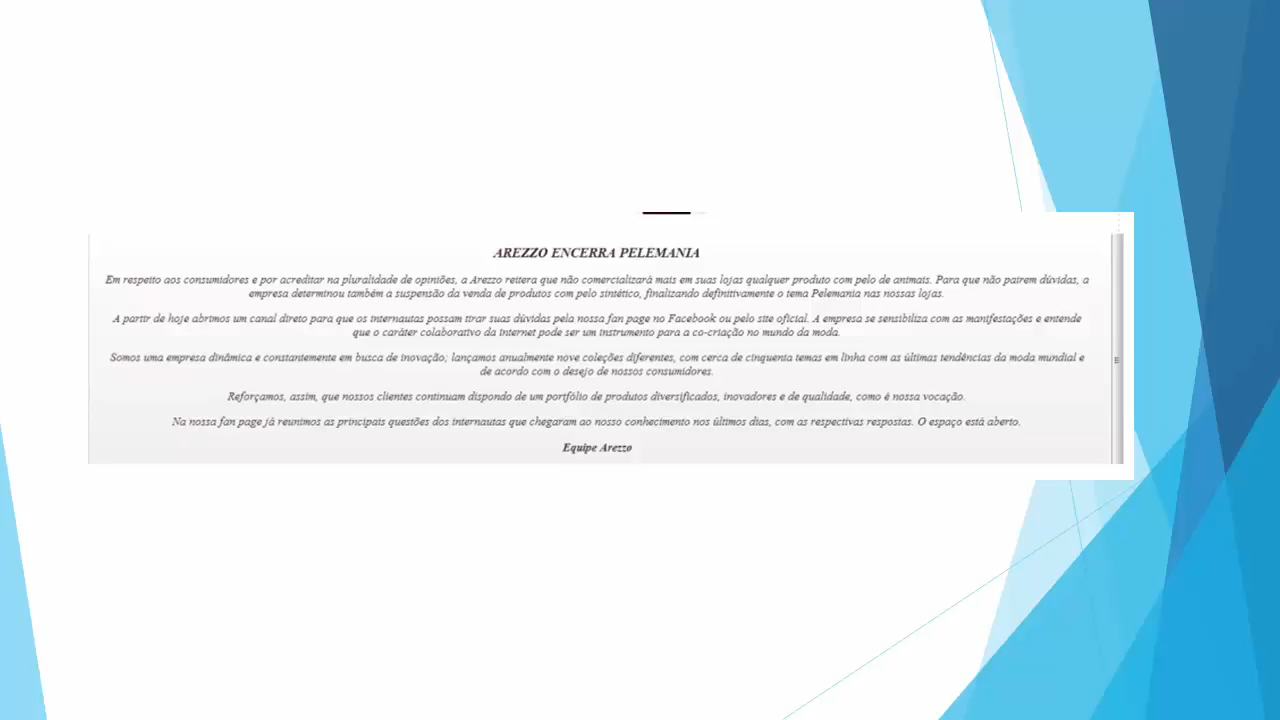 AREZZO ENCERRA PELEMANIA
Em respeito aos consumidores e por acreditar na pluralidade de opiniões, a Arezzo reitera que não comercializará mais em suas lojas qualquer produto com pelo de animais. Para que não pairem dúvidas, a
empresa determinou também a suspensão da venda de produtos com pelo sintético, finalizando definitivamente o tema Pelemania nas nossas lojas.
A partir de hoje abrimos um canal direto para que os internautas possam tirar suas dúvidas pela nossa fan page no Facebook ou pelo site oficial. A empresa se sensibiliza com as manifestações e entende
que o caráter colaborativo da internet pode ser um instrumento para a co-criação no mundo da moda.
Somos uma empresa dinâmica e constantemente em busca de inovação; lançamos anualmente nove coleções diferentes, com cerca de cinquenta temas em linha com as últimas tendências da moda mundial e
de acordo com o desejo de nossos consumidores.
Reforçamos, assim, que nossos clientes continuam dispondo de um portfólio de produtos diversificados, inovadores e de qualidade, como é nossa vocação.
Na nossa fan page já reunimos as principais questões dos internautas que chegaram ao nosso conhecimento nos últimos dias, com as respectivas respostas. O espaço está aberto.
Equipe Arezzo